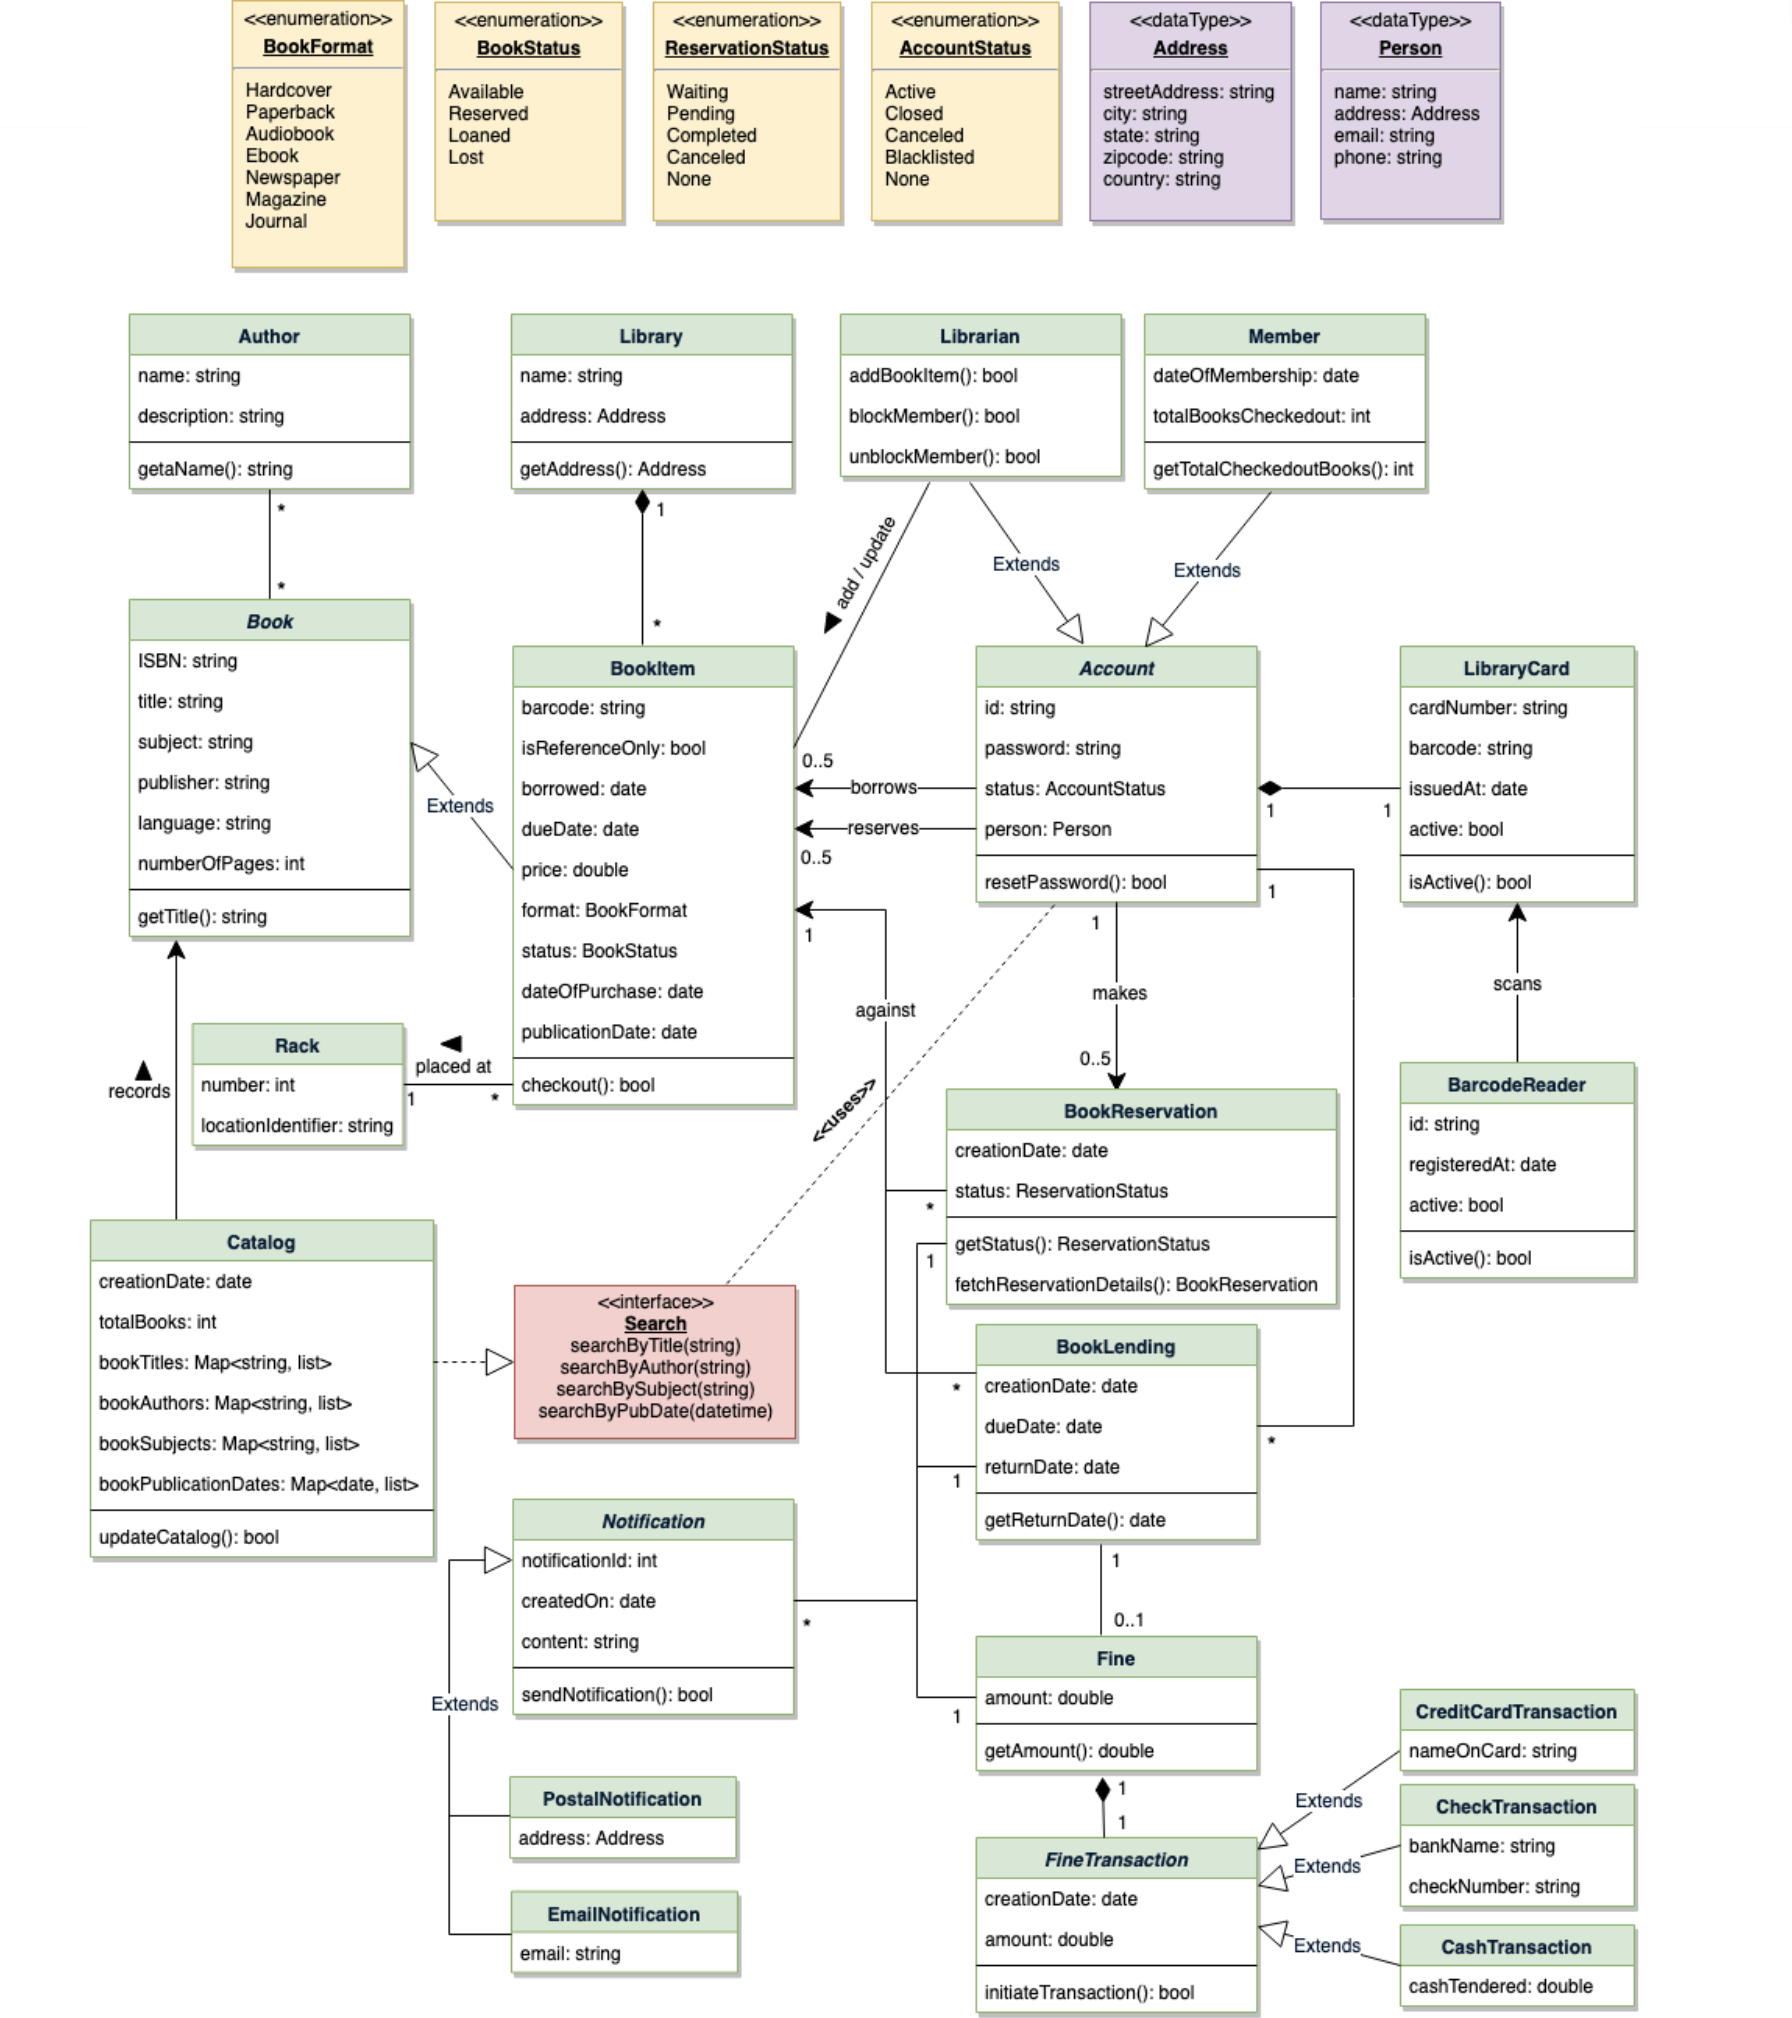 <<enumeration>>
BookFormat
Hardcover
Paperback
Audiobook
Ebook
Newspaper
Magazine
Journal
<<enumeration>>
BookStatus
Available
Reserved
Loaned
Lost
<<enumeration>>
ReservationStatus
Waiting
Pending
Completed
Canceled
None
<<enumeration>>
AccountStatus
Active
Closed
Canceled
Blacklisted
None
<<dataType>>
Address
streetAddress: string
city: string
state: string
zipcode: string
country: string
<<dataType>>
Person
name: string
address: Address
email: string
phone: string
Author
name: string
description: string
getaName(): string
*
*
Library
name: string
address: Address
getAddress(): Address
1
*
Librarian
addBookItem(): bool
blockMember(): bool
unblockMember(): bool
add / update
Extends
Member
dateOfMembership: date
totalBooksCheckedout: int
getTotalCheckedoutBooks(): int
Extends
Book
ISBN: string
title: string
subject: string
publisher: string
language: string
numberOfPages: int
getTitle(): string
Extends
BookItem
barcode: string
isReferenceOnly: bool
borrowed: date
dueDate: date
price: double
format: BookFormat
status: BookStatus
dateOfPurchase: date
publicationDate: date
checkout(): bool
0..5
borrows
reserves
0..5
1
against
Account
id: string
password: string
status: AccountStatus
person: Person
resetPassword(): bool
1
1
1
1
makes
0..5
LibraryCard
cardNumber: string
barcode: string
issuedAt: date
active: bool
isActive(): bool
scans
BarcodeReader
id: string
registeredAt: date
active: bool
isActive(): bool
Rack
number: int
locationIdentifier: string
placed at
1
*
records
<<uses>>
BookReservation
creationDate: date
status: ReservationStatus
getStatus(): ReservationStatus
fetchReservationDetails(): BookReservation
*
1
Catalog
creationDate: date
totalBooks: int
bookTitles: Map<string, list>
bookAuthors: Map<string, list>
bookSubjects: Map<string, list>
bookPublicationDates: Map<date, list>
updateCatalog(): bool
<<interface>>
Search
searchByTitle(string)
searchByAuthor(string)
searchBySubject(string)
searchByPubDate(datetime)
BookLending
creationDate: date
dueDate: date
returnDate: date
getReturnDate(): date
*
*
1
1
0..1
Notification
notificationId: int
createdOn: date
content: string
sendNotification(): bool
*
Extends
PostalNotification
address: Address
EmailNotification
email: string
Fine
amount: double
getAmount(): double
1
1
1
FineTransaction
creationDate: date
amount: double
initiateTransaction(): bool
Extends
Extends
Extends
CreditCardTransaction
nameOnCard: string
CheckTransaction
bankName: string
checkNumber: string
CashTransaction
cashTendered: double